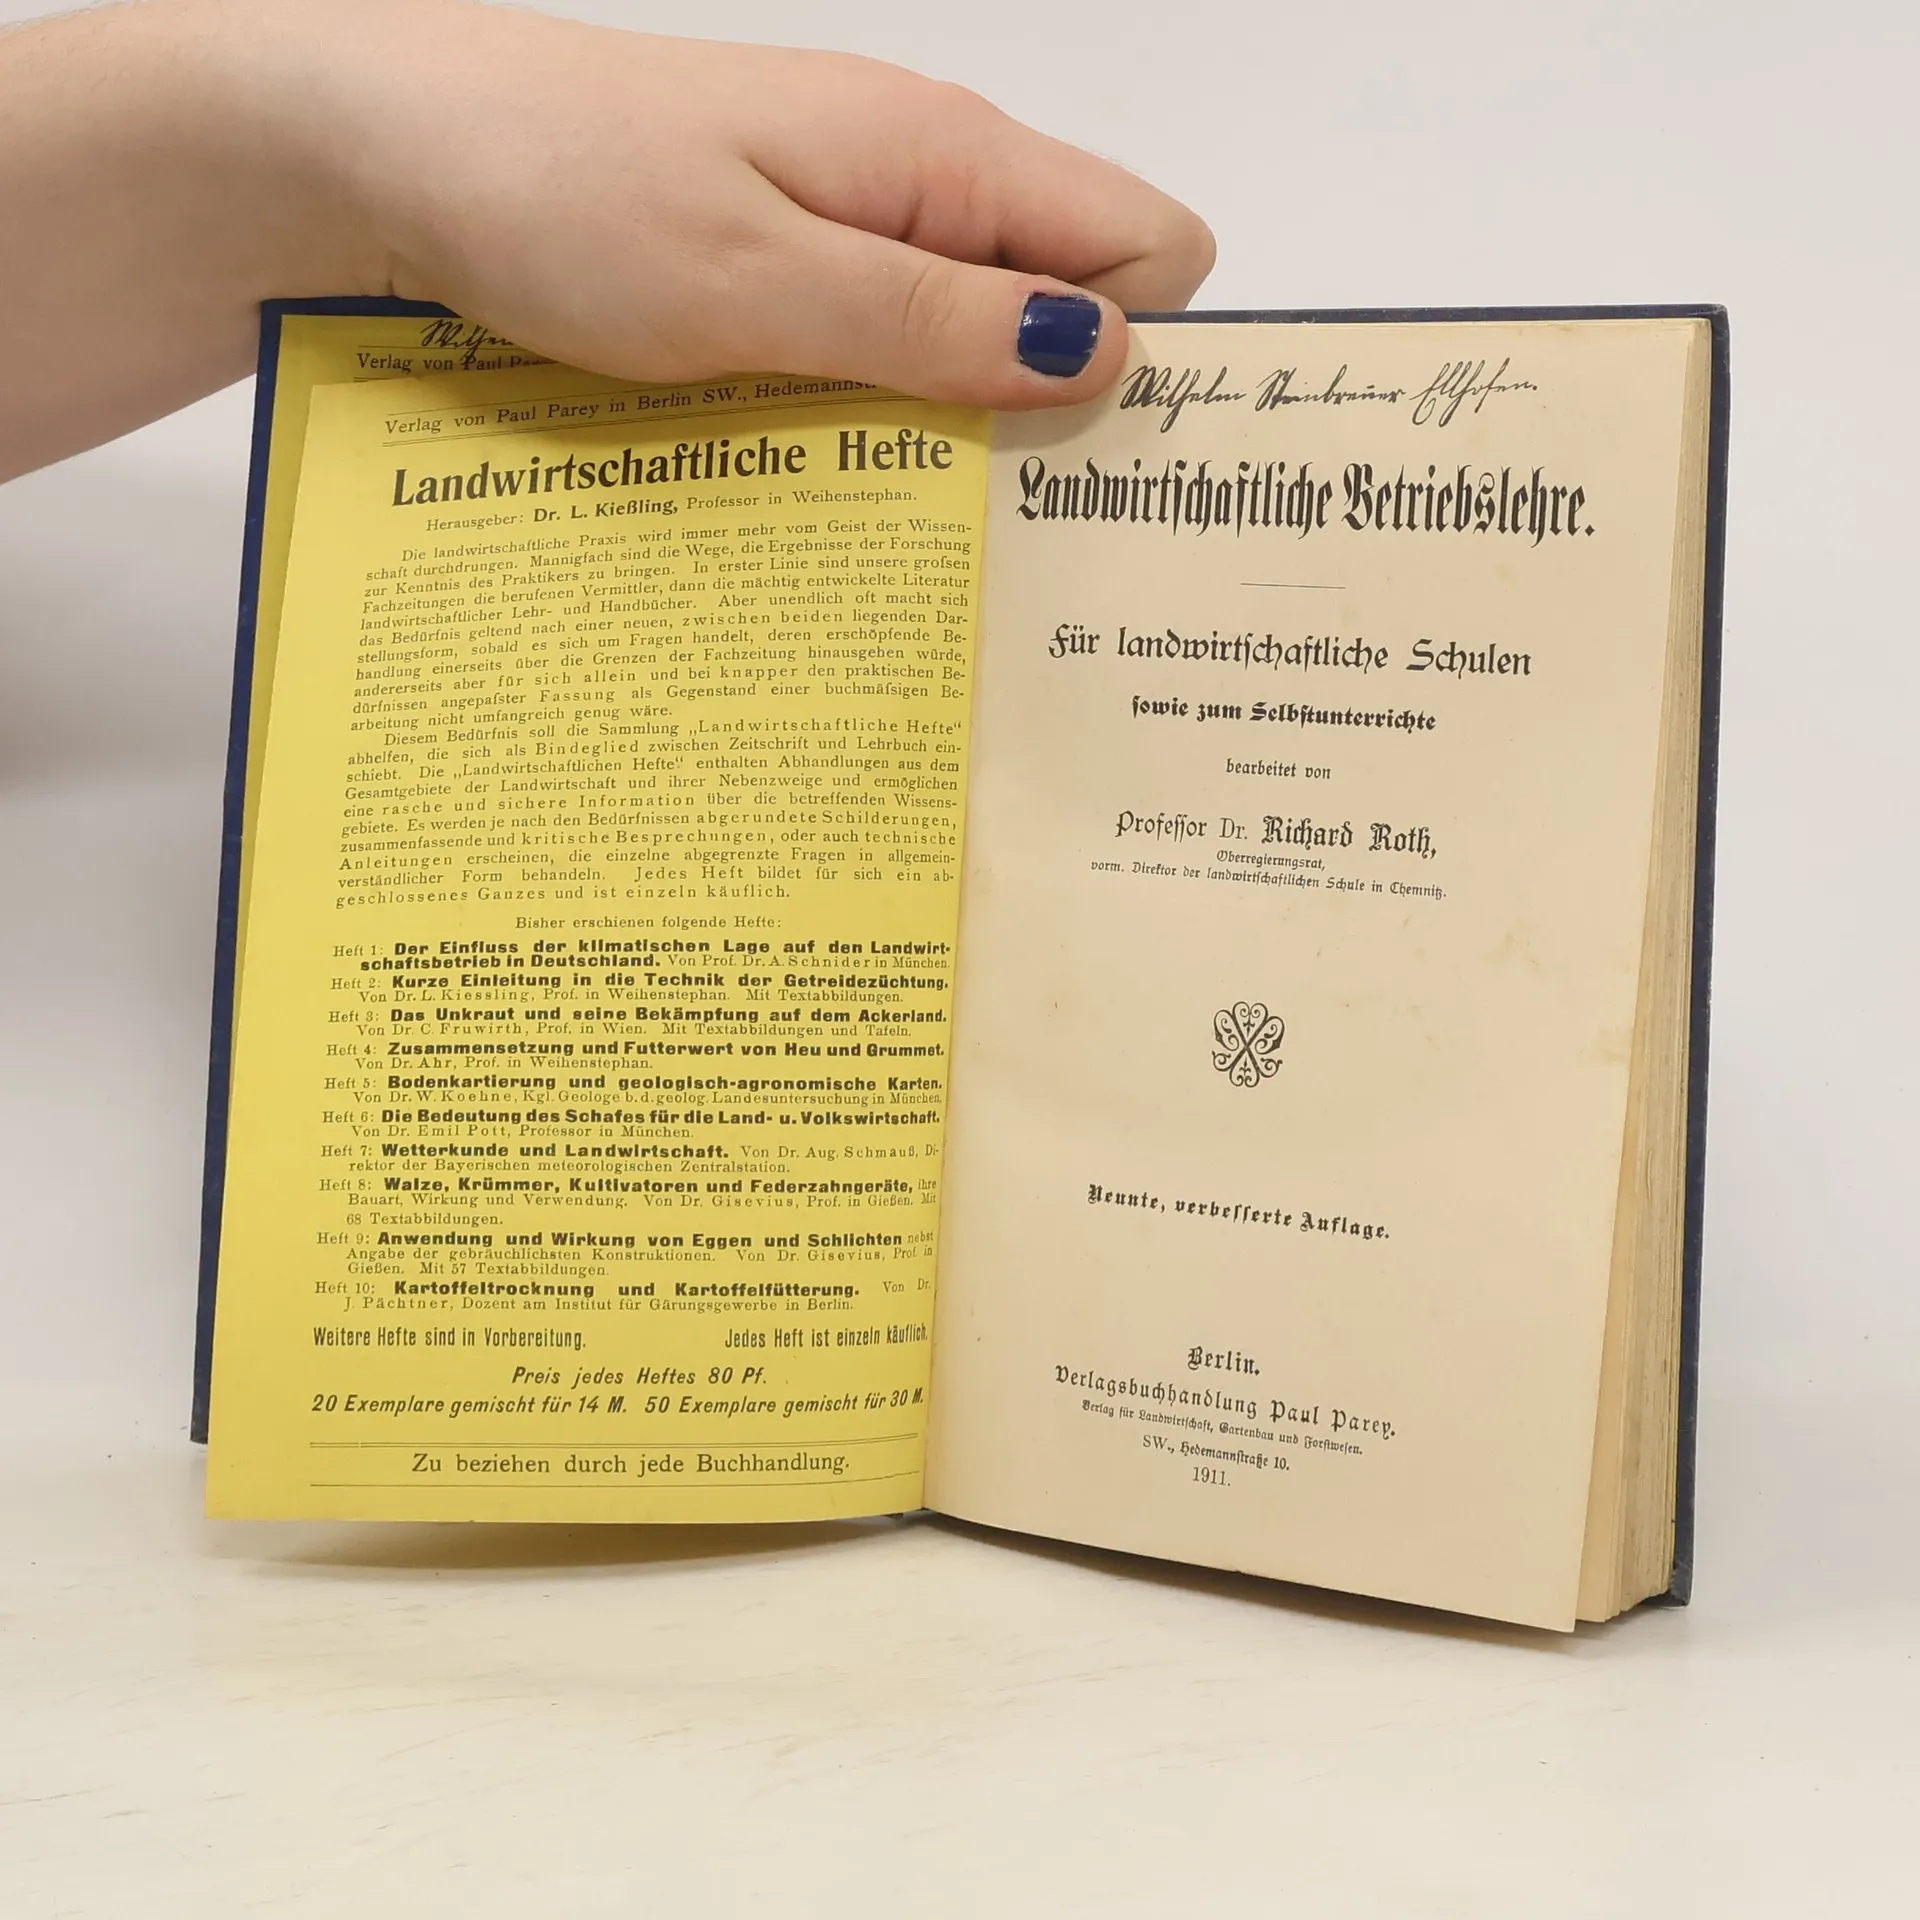 Verlag von Paul
Verlag von Paul Parey in Berlin SW.,
Landwirtschaftliche Hefte
Herausgeber: Dr. L. Kießling, Professor in Weihenstephan.
Die landwirtschaftliche Praxis wird immer mehr vom Geist der Wissen-
schaft durchdrungen. Mannigfach sind die Wege, die Ergebnisse der Forschung
zur Kenntnis des Praktikers zu bringen. In erster Linie sind unsere grofsen
Fachzeitungen die berufenen Vermittler, dann die mächtig entwickelte Literatur
landwirtschaftlicher Lehr- und Handbücher. Aber unendlich oft macht sich
das Bedürfnis geltend nach einer neuen, zwischen beiden liegenden Dar-
stellungsform, sobald es sich um Fragen handelt, deren erschöpfende Be-
handlung einerseits über die Grenzen der Fachzeitung hinausgehen würde,
andererseits aber für sich allein und bei knapper den praktischen Be-
dürfnissen angepafster Fassung als Gegenstand einer buchmäfsigen Be-
arbeitung nicht umfangreich genug wäre.
Diesem Bedürfnis soll die Sammlung „Landwirtschaftliche Hefte“
abhelfen, die sich als Bindeglied zwischen Zeitschrift und Lehrbuch ein-
schiebt. Die „Landwirtschaftlichen Hefte“ enthalten Abhandlungen aus dem
Gesamtgebiete der Landwirtschaft und ihrer Nebenzweige und ermöglichen
eine rasche und sichere Information über die betreffenden Wissens-
gebiete. Es werden je nach den Bedürfnissen abgerundete Schilderungen,
zusammenfassende und kritische Besprechungen, oder auch technische
Anleitungen erscheinen, die einzelne abgegrenzte Fragen in allgemein-
verständlicher Form behandeln. Jedes Heft bildet für sich ein ab-
geschlossenes Ganzes und ist einzeln käuflich.
Bisher erschienen folgende Hefte:
Heft 1: Der Einfluss der klimatischen Lage auf den Landwirt-
schaftsbetrieb in Deutschland. Von Prof. Dr. A. Schnider in München.
Heft 2: Kurze Einleitung in die Technik der Getreidezüchtung.
Von Dr. L. Kiessling, Prof. in Weihenstephan. Mit Textabbildungen.
Heft 3: Das Unkraut und seine Bekämpfung auf dem Ackerland.
Von Dr. C. Fruwirth, Prof. in Wien. Mit Textabbildungen und Tafeln.
Heft 4: Zusammensetzung und Futterwert von Heu und Grummet.
Von Dr. Ahr, Prof. in Weihenstephan.
Heft 5: Bodenkartierung und geologisch-agronomische Karten.
Von Dr. W. Koehne, Kgl. Geologe b. d. geolog. Landesuntersuchung in München.
Heft 6: Die Bedeutung des Schafes für die Land- u. Volkswirtschaft.
Von Dr. Emil Pott, Professor in München.
Heft 7: Wetterkunde und Landwirtschaft. Von Dr. Aug. Schmauß, Di-
rektor der Bayerischen meteorologischen Zentralstation.
Heft 8: Walze, Krümmer, Kultivatoren und Federzahngeräte, ihre
Bauart, Wirkung und Verwendung. Von Dr. Gisevius, Prof. in Gießen. Mit
68 Textabbildungen.
Heft 9: Anwendung und Wirkung von Eggen und Schlichten nebst
Angabe der gebräuchlichsten Konstruktionen. Von Dr. Gisevius, Prof. in
Gießen. Mit 57 Textabbildungen.
Heft 10: Kartoffeltrocknung und Kartoffelfütterung. Von Dr.
J. Pächtner, Dozent am Institut für Gärungsgewerbe in Berlin.
Weitere Hefte sind in Vorbereitung. Jedes Heft ist einzeln käuflich.
Preis jedes Heftes 80 Pf.
20 Exemplare gemischt für 14 M. 50 Exemplare gemischt für 30 M.
Zu beziehen durch jede Buchhandlung.
Wilhelm Steinbrenner Ellhofen.
Landwirtschaftliche Betriebslehre.
Für landwirtschaftliche Schulen
sowie zum Selbstunterrichte
bearbeitet von
Professor Dr. Richard Roth,
Oberregierungsrat,
vorm. Direktor der landwirtschaftlichen Schule in Chemnitz.
Neunte, verbesserte Auflage.
Berlin.
Verlagsbuchhandlung Paul Parey.
Verlag für Landwirtschaft, Gartenbau und Forstwesen.
SW., Hedemannstraße 10.
1911.